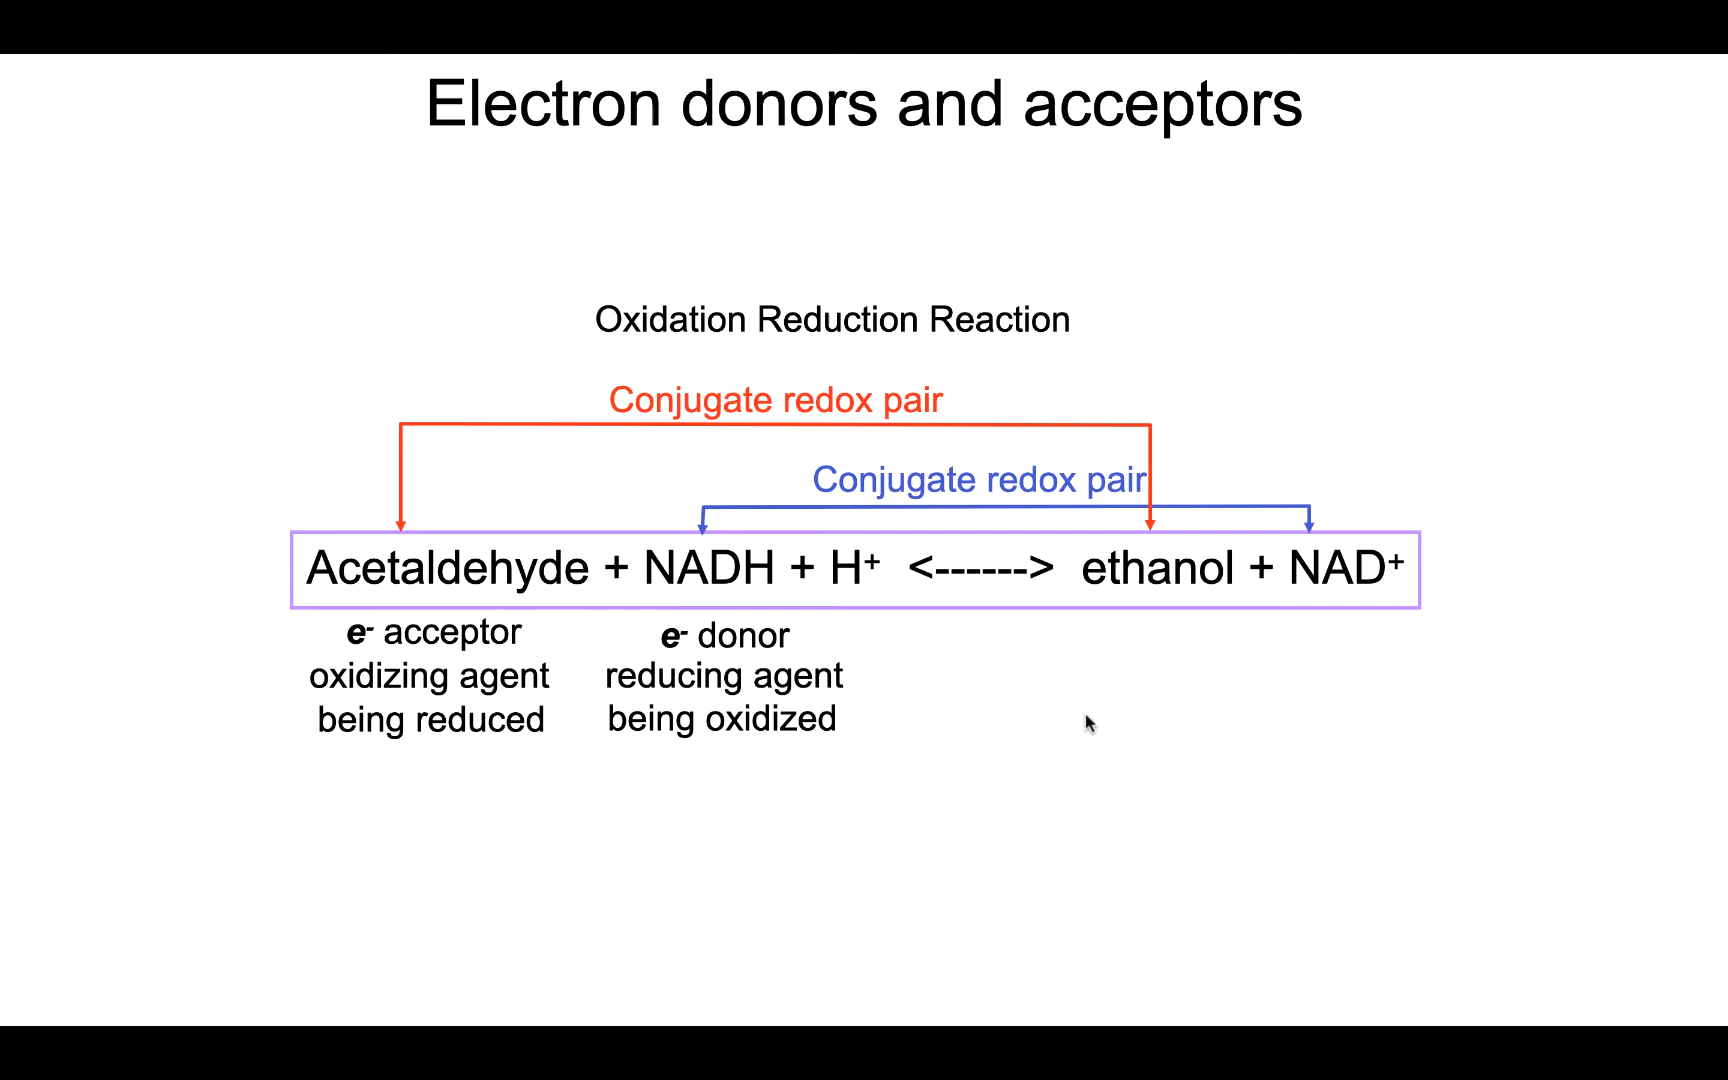 Electron donors and acceptors
Oxidation Reduction Reaction
Conjugate redox pair
Conjugate redox pair
Acetaldehyde + NADH + H⁺ <------> ethanol + NAD⁺
e⁻ acceptor
oxidizing agent
being reduced
e⁻ donor
reducing agent
being oxidized